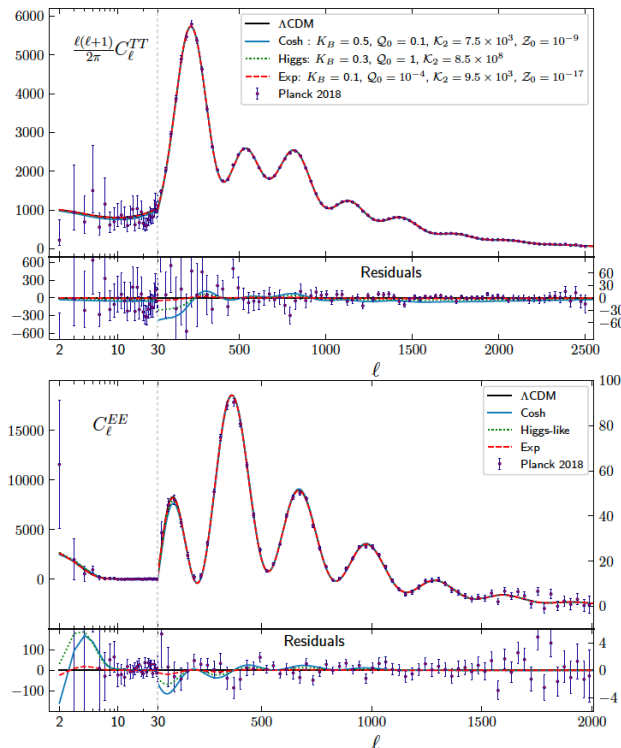 6000
5000
4000
3000
2000
1000
0
ℓ(ℓ+1)/2π C_ℓ^{TT}
ΛCDM
Cosh : K_B = 0.5, Q_0 = 0.1, K_2 = 7.5 × 10^3, Z_0 = 10^{-9}
Higgs: K_B = 0.3, Q_0 = 1, K_2 = 8.5 × 10^8
Exp: K_B = 0.1, Q_0 = 10^{-4}, K_2 = 9.5 × 10^3, Z_0 = 10^{-17}
Planck 2018
600
300
0
−300
−600
Residuals
60
30
0
−30
−60
2 10 30 500 1000 1500 2000 2500
ℓ
15000
10000
5000
0
C_ℓ^{EE}
ΛCDM
Cosh
Higgs-like
Exp
Planck 2018
100
80
60
40
20
0
100
0
−100
Residuals
4
0
−4
2 10 30 500 1000 1500 2000
ℓ